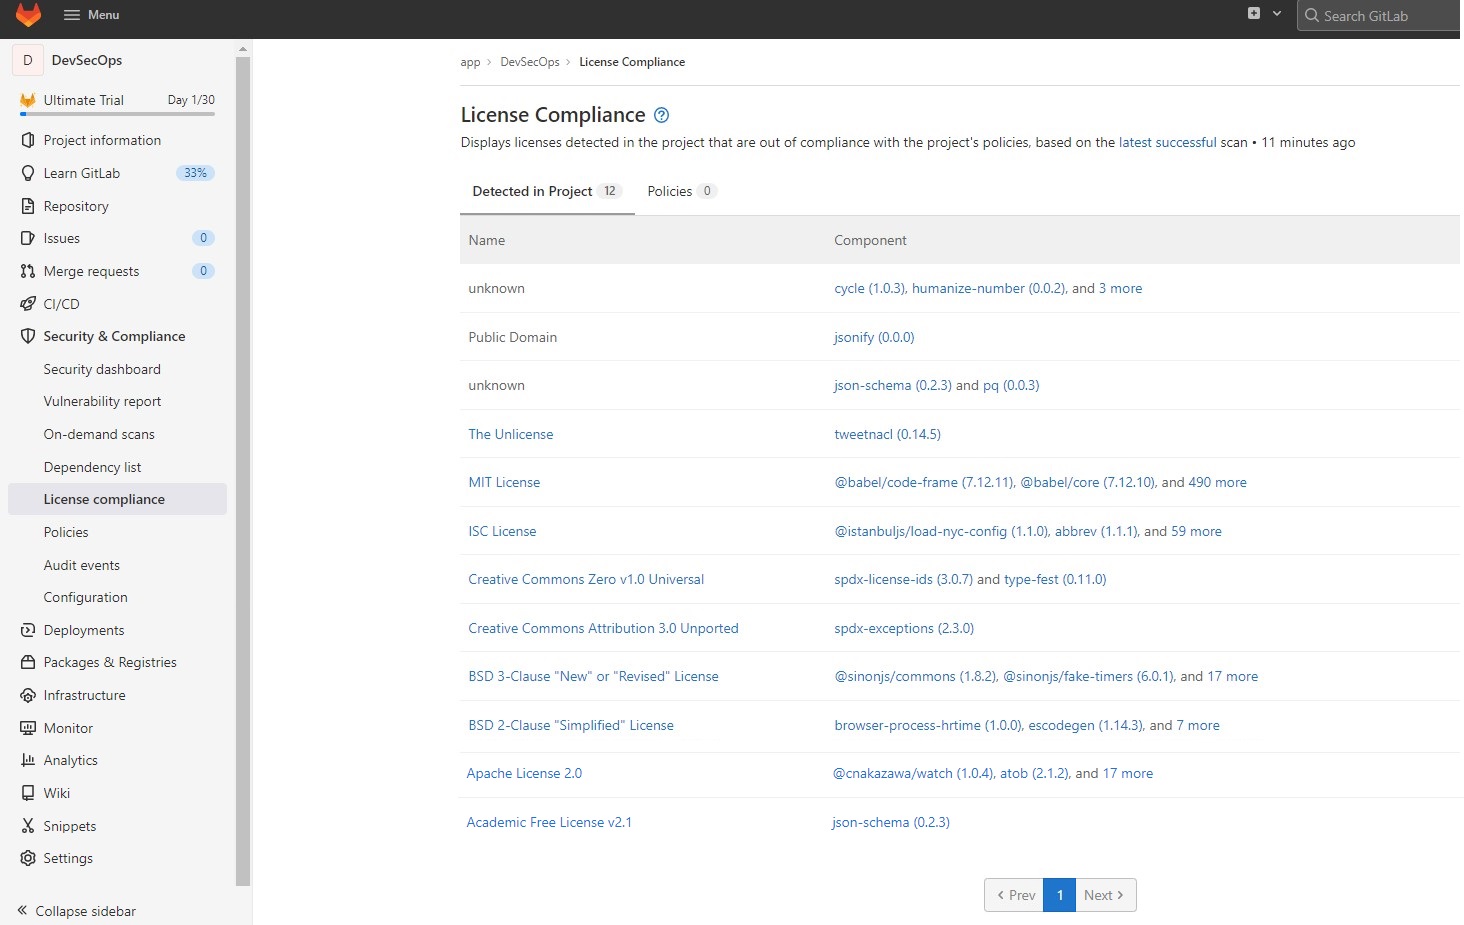 Menu
Search GitLab
D DevSecOps
Ultimate Trial Day 1/30
Project information
Learn GitLab 33%
Repository
Issues 0
Merge requests 0
CI/CD
Security & Compliance
Security dashboard
Vulnerability report
On-demand scans
Dependency list
License compliance
Policies
Audit events
Configuration
Deployments
Packages & Registries
Infrastructure
Monitor
Analytics
Wiki
Snippets
Settings
Collapse sidebar
app › DevSecOps › License Compliance
License Compliance
Displays licenses detected in the project that are out of compliance with the project's policies, based on the latest successful scan • 11 minutes ago
Detected in Project 12 Policies 0
Name Component
unknown cycle (1.0.3), humanize-number (0.0.2), and 3 more
Public Domain jsonify (0.0.0)
unknown json-schema (0.2.3) and pq (0.0.3)
The Unlicense tweetnacl (0.14.5)
MIT License @babel/code-frame (7.12.11), @babel/core (7.12.10), and 490 more
ISC License @istanbuljs/load-nyc-config (1.1.0), abbrev (1.1.1), and 59 more
Creative Commons Zero v1.0 Universal spdx-license-ids (3.0.7) and type-fest (0.11.0)
Creative Commons Attribution 3.0 Unported spdx-exceptions (2.3.0)
BSD 3-Clause "New" or "Revised" License @sinonjs/commons (1.8.2), @sinonjs/fake-timers (6.0.1), and 17 more
BSD 2-Clause "Simplified" License browser-process-hrtime (1.0.0), escodegen (1.14.3), and 7 more
Apache License 2.0 @cnakazawa/watch (1.0.4), atob (2.1.2), and 17 more
Academic Free License v2.1 json-schema (0.2.3)
‹ Prev 1 Next ›